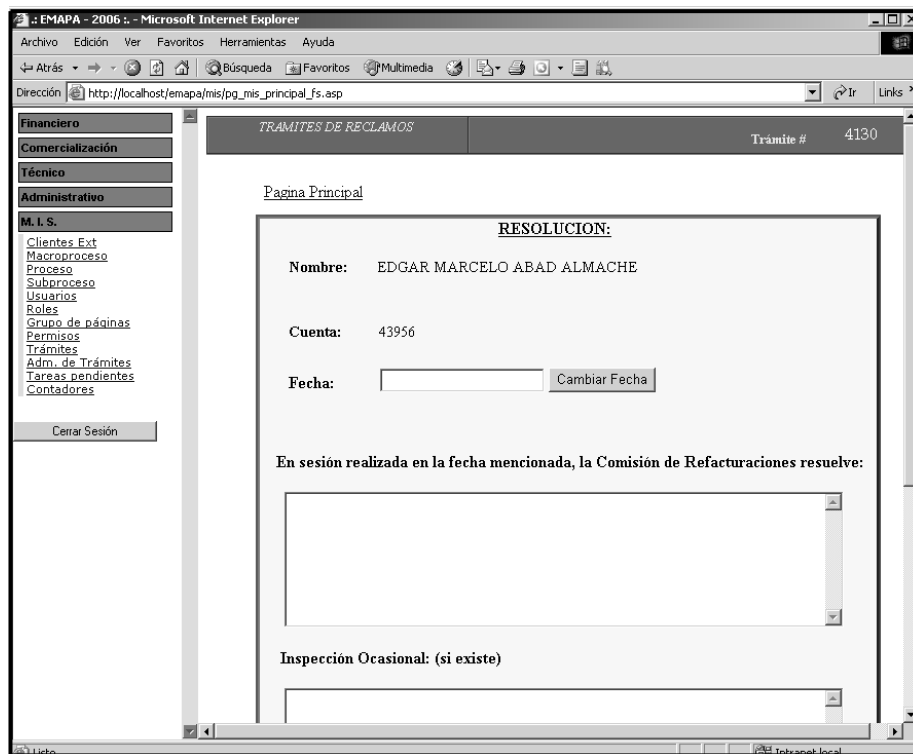 .: EMAPA - 2006 :. - Microsoft Internet Explorer
Archivo Edición Ver Favoritos Herramientas Ayuda
Atrás Búsqueda Favoritos Multimedia
Dirección http://localhost/emapa/mis/pg_mis_principal_fs.asp Ir Links
Financiero
Comercialización
Técnico
Administrativo
M. I. S.
Clientes Ext
Macroproceso
Proceso
Subproceso
Usuarios
Roles
Grupo de páginas
Permisos
Trámites
Adm. de Trámites
Tareas pendientes
Contadores
Cerrar Sesión
TRAMITES DE RECLAMOS
Trámite # 4130
Pagina Principal
RESOLUCION:
Nombre: EDGAR MARCELO ABAD ALMACHE
Cuenta: 43956
Fecha: Cambiar Fecha
En sesión realizada en la fecha mencionada, la Comisión de Refacturaciones resuelve:
Inspección Ocasional: (si existe)
Listo Intranet local